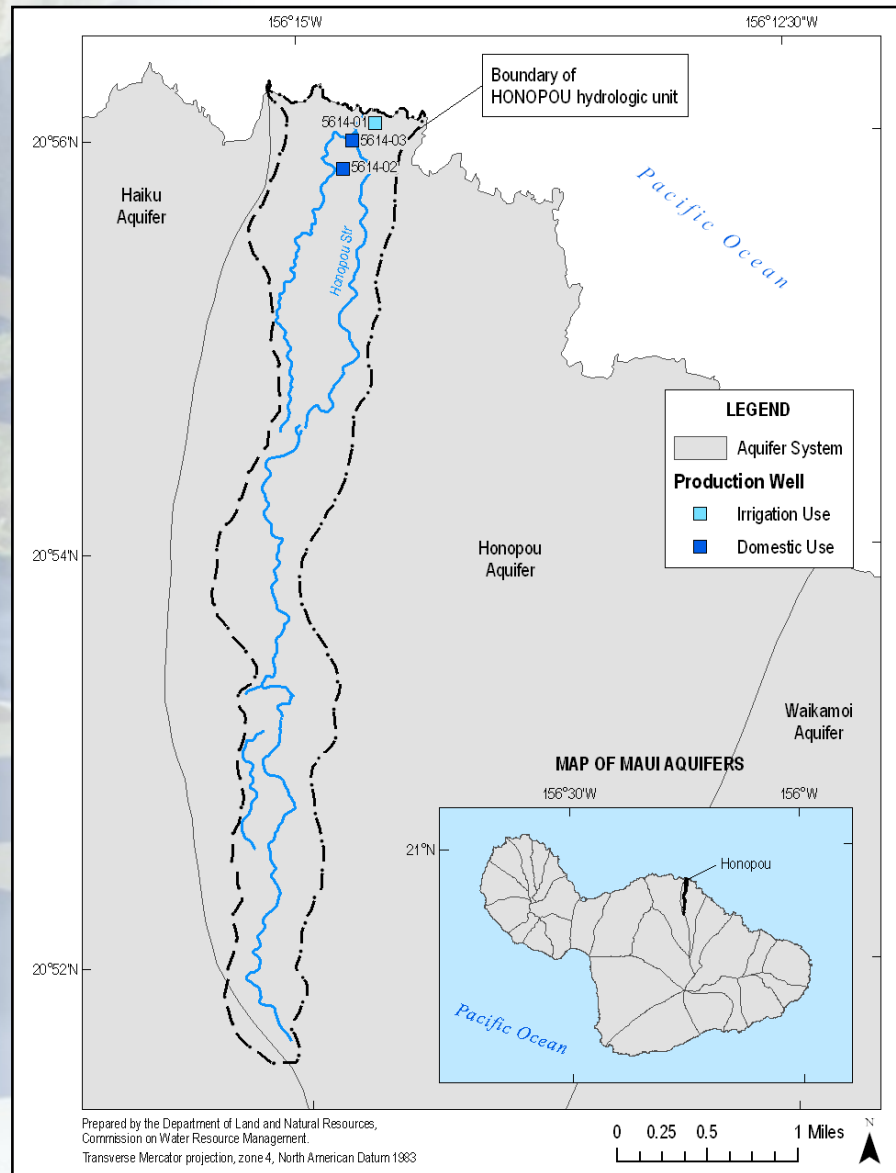 156°15'W
156°12'30"W
Boundary of
HONOPOU hydrologic unit
5614-01
20°56'N
5614-03
5614-02
Haiku
Aquifer
Pacific Ocean
Honopou Str
LEGEND
Aquifer System
Production Well
Irrigation Use
Domestic Use
20°54'N
Honopou
Aquifer
Waikamoi
Aquifer
MAP OF MAUI AQUIFERS
156°30'W
156°W
21°N
Honopou
20°52'N
Pacific Ocean
Prepared by the Department of Land and Natural Resources,
Commission on Water Resource Management.
Transverse Mercator projection, zone 4, North American Datum 1983
0 0.25 0.5 1 Miles
N